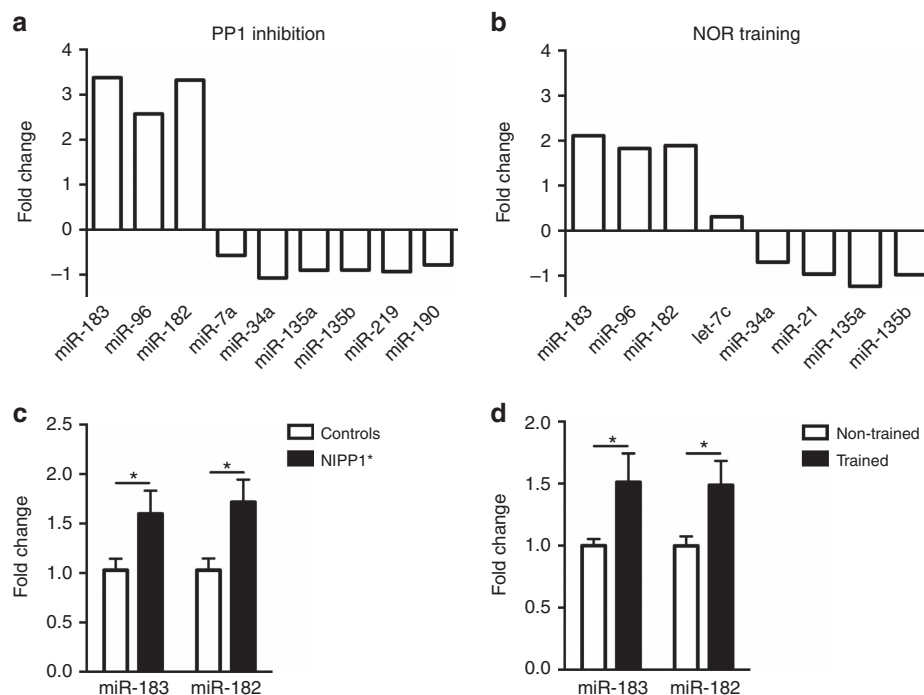 a
PP1 inhibition
Fold change
4
3
2
1
0
−1
miR-183
miR-96
miR-182
miR-7a
miR-34a
miR-135a
miR-135b
miR-219
miR-190
b
NOR training
Fold change
4
3
2
1
0
−1
miR-183
miR-96
miR-182
let-7c
miR-34a
miR-21
miR-135a
miR-135b
c
Fold change
2.5
2.0
1.5
1.0
0.5
0.0
*
*
miR-183
miR-182
Controls
NIPP1*
d
Fold change
2.0
1.5
1.0
0.5
0.0
*
*
miR-183
miR-182
Non-trained
Trained